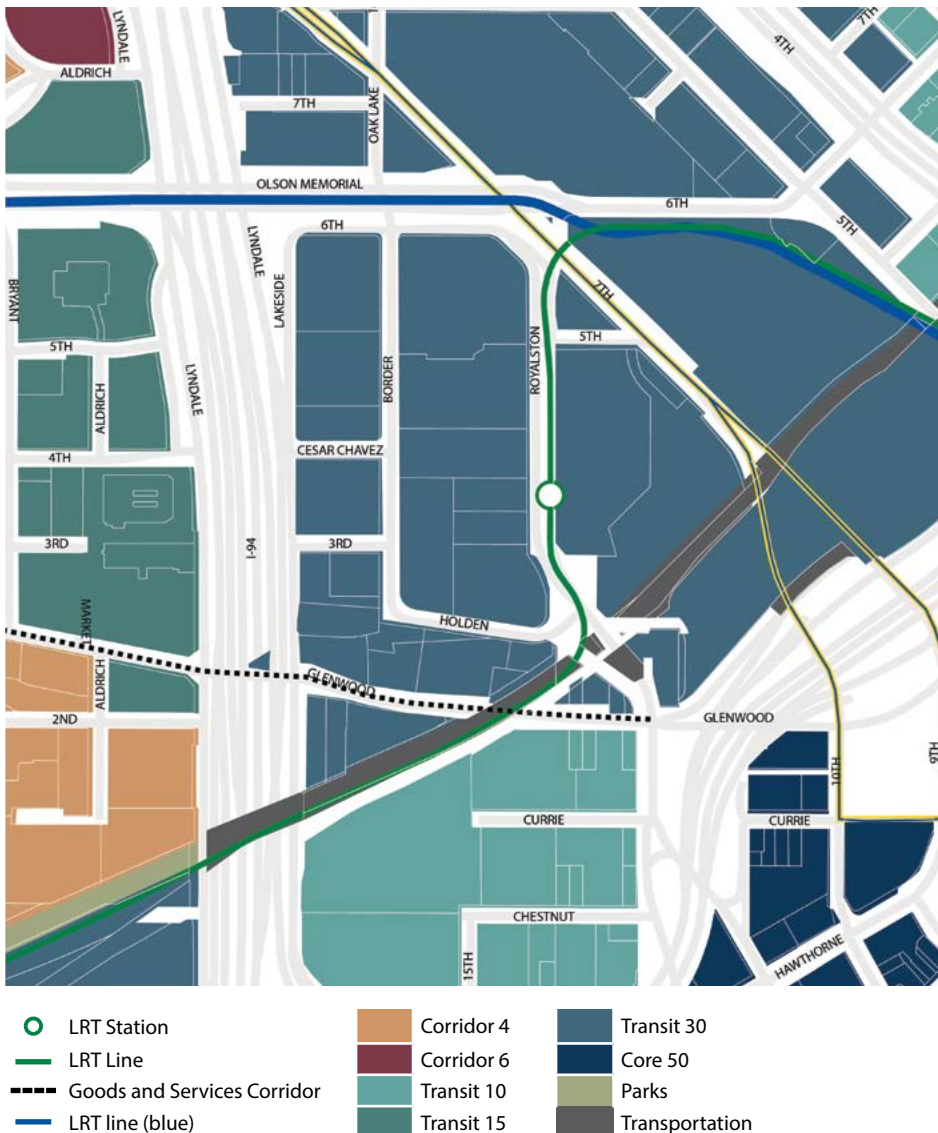 LYNDALE
ALDRICH
7TH
OAK LAKE
4TH
7TH
OLSON MEMORIAL
6TH
6TH
5TH
BRYANT
LYNDALE
LYNDALE
LAKESIDE
7TH
5TH
5TH
ROYALSTON
BORDER
ALDRICH
LYNDALE
CESAR CHAVEZ
4TH
3RD
I-94
3RD
MARKET
HOLDEN
ALDRICH
GLENWOOD
2ND
GLENWOOD
10TH
9TH
CURRIE
CURRIE
CHESTNUT
15TH
HAWTHORNE
LRT Station
LRT Line
Goods and Services Corridor
LRT line (blue)
Corridor 4
Corridor 6
Transit 10
Transit 15
Transit 30
Core 50
Parks
Transportation